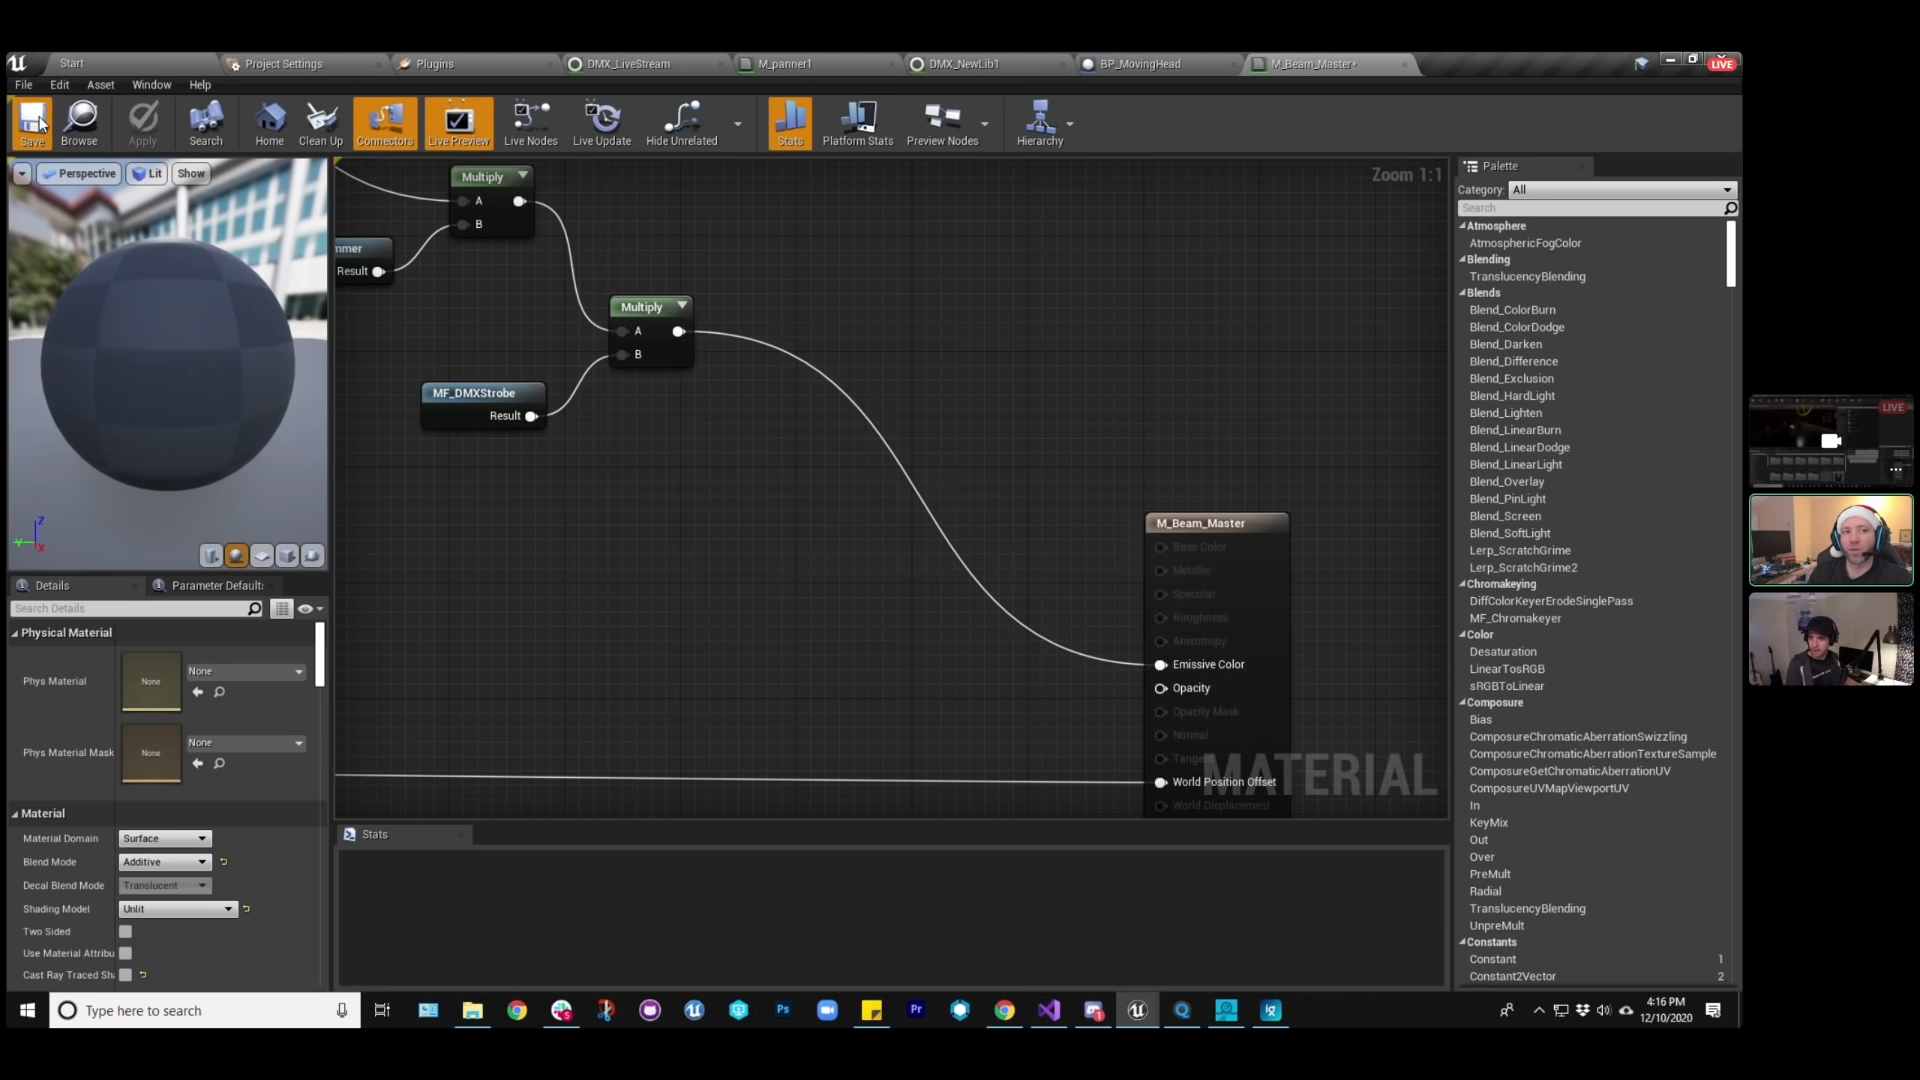 Start
Project Settings
Plugins
DMX_LiveStream
M_panner1
DMX_NewLib1
BP_MovingHead
M_Beam_Master*
LIVE
File
Edit
Asset
Window
Help
Save
Browse
Apply
Search
Home
Clean Up
Connectors
Live Preview
Live Nodes
Live Update
Hide Unrelated
Stats
Platform Stats
Preview Nodes
Hierarchy
Perspective
Lit
Show
Z
Y
X
Multiply
A
B
mmer
Result
Multiply
A
B
MF_DMXStrobe
Result
Zoom 1:1
M_Beam_Master
Base Color
Metallic
Specular
Roughness
Anisotropy
Emissive Color
Opacity
Opacity Mask
Normal
Tangent
World Position Offset
World Displacement
MATERIAL
Details
Parameter Default
Search Details
Physical Material
Phys Material
None
None
Phys Material Mask
None
None
Material
Material Domain
Surface
Blend Mode
Additive
Decal Blend Mode
Translucent
Shading Model
Unlit
Two Sided
Use Material Attribu
Cast Ray Traced Sh
Stats
Palette
Category:
All
Search
Atmosphere
AtmosphericFogColor
Blending
TranslucencyBlending
Blends
Blend_ColorBurn
Blend_ColorDodge
Blend_Darken
Blend_Difference
Blend_Exclusion
Blend_HardLight
Blend_Lighten
Blend_LinearBurn
Blend_LinearDodge
Blend_LinearLight
Blend_Overlay
Blend_PinLight
Blend_Screen
Blend_SoftLight
Lerp_ScratchGrime
Lerp_ScratchGrime2
Chromakeying
DiffColorKeyerErodeSinglePass
MF_Chromakeyer
Color
Desaturation
LinearTosRGB
sRGBToLinear
Composure
Bias
ComposureChromaticAberrationSwizzling
ComposureChromaticAberrationTextureSample
ComposureGetChromaticAberrationUV
ComposureUVMapViewportUV
In
KeyMix
Out
Over
PreMult
Radial
TranslucencyBlending
UnpreMult
Constants
Constant 1
Constant2Vector 2
LIVE
Type here to search
Ps
Pr
4:16 PM
12/10/2020